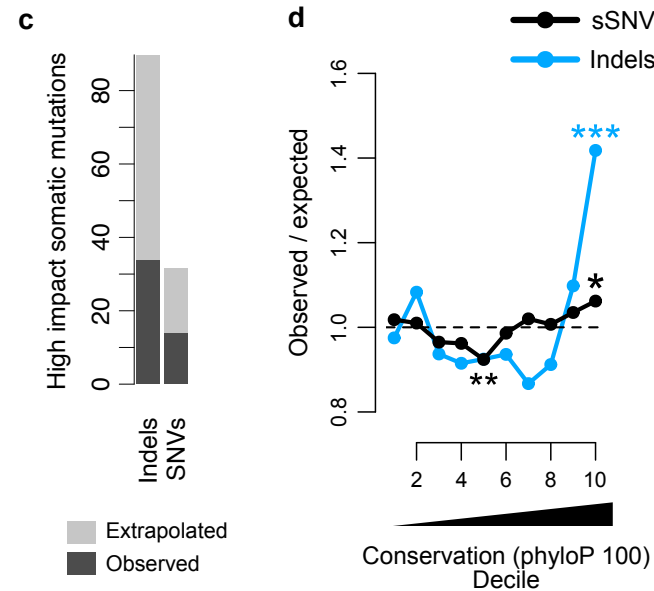 c
High impact somatic mutations
0
20
40
60
80
Indels
SNVs
Extrapolated
Observed
d
sSNV
Indels
Observed / expected
0.8
1.0
1.2
1.4
1.6
***
*
**
2
4
6
8
10
Conservation (phyloP 100)
Decile